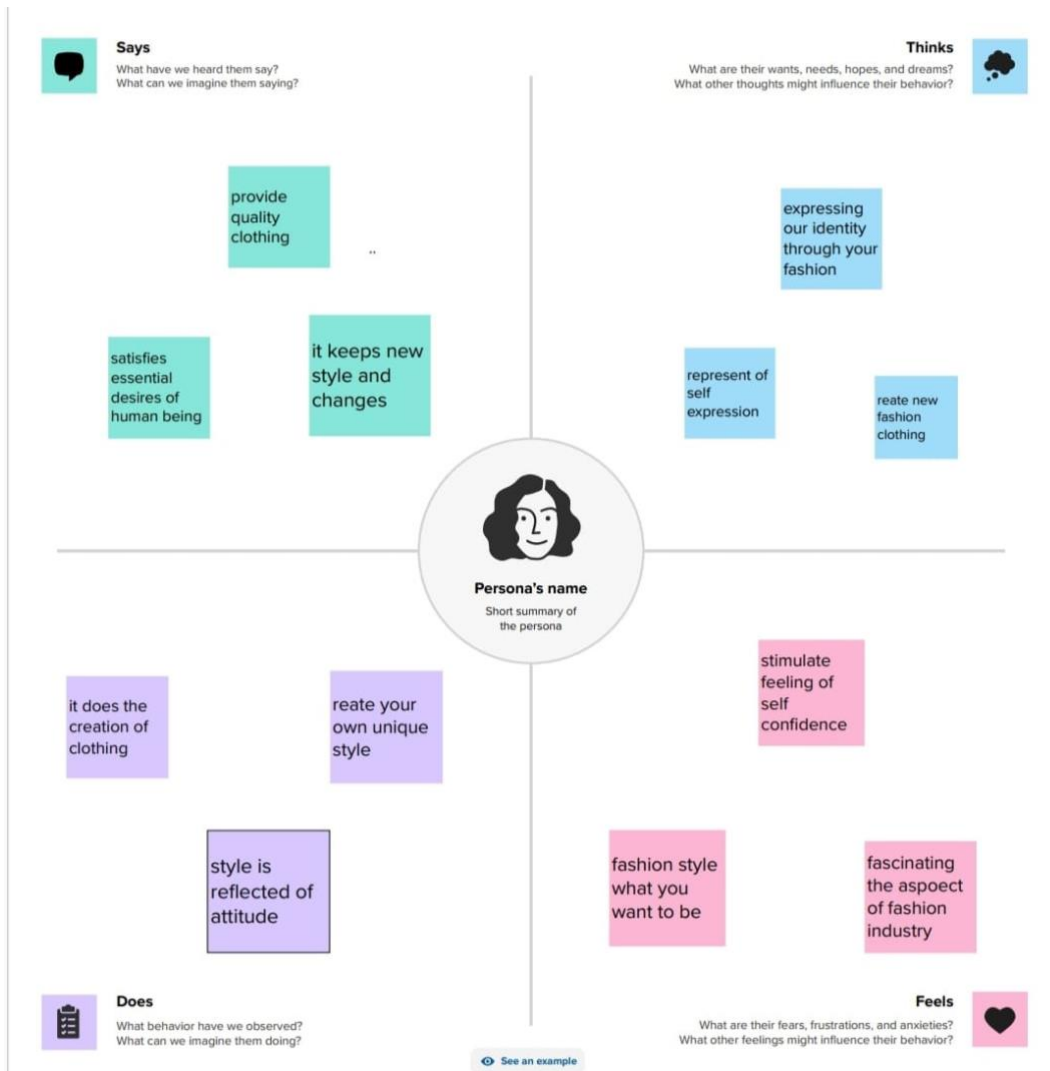 Says
What have we heard them say?
What can we imagine them saying?
Thinks
What are their wants, needs, hopes, and dreams?
What other thoughts might influence their behavior?
provide
quality
clothing
..
satisfies
essential
desires of
human being
it keeps new
style and
changes
expressing
our identity
through your
fashion
represent of
self
expression
reate new
fashion
clothing
Persona's name
Short summary of
the persona
it does the
creation of
clothing
reate your
own unique
style
style is
reflected of
attitude
stimulate
feeling of
self
confidence
fashion style
what you
want to be
fascinating
the aspoect
of fashion
industry
Does
What behavior have we observed?
What can we imagine them doing?
Feels
What are their fears, frustrations, and anxieties?
What other feelings might influence their behavior?
See an example